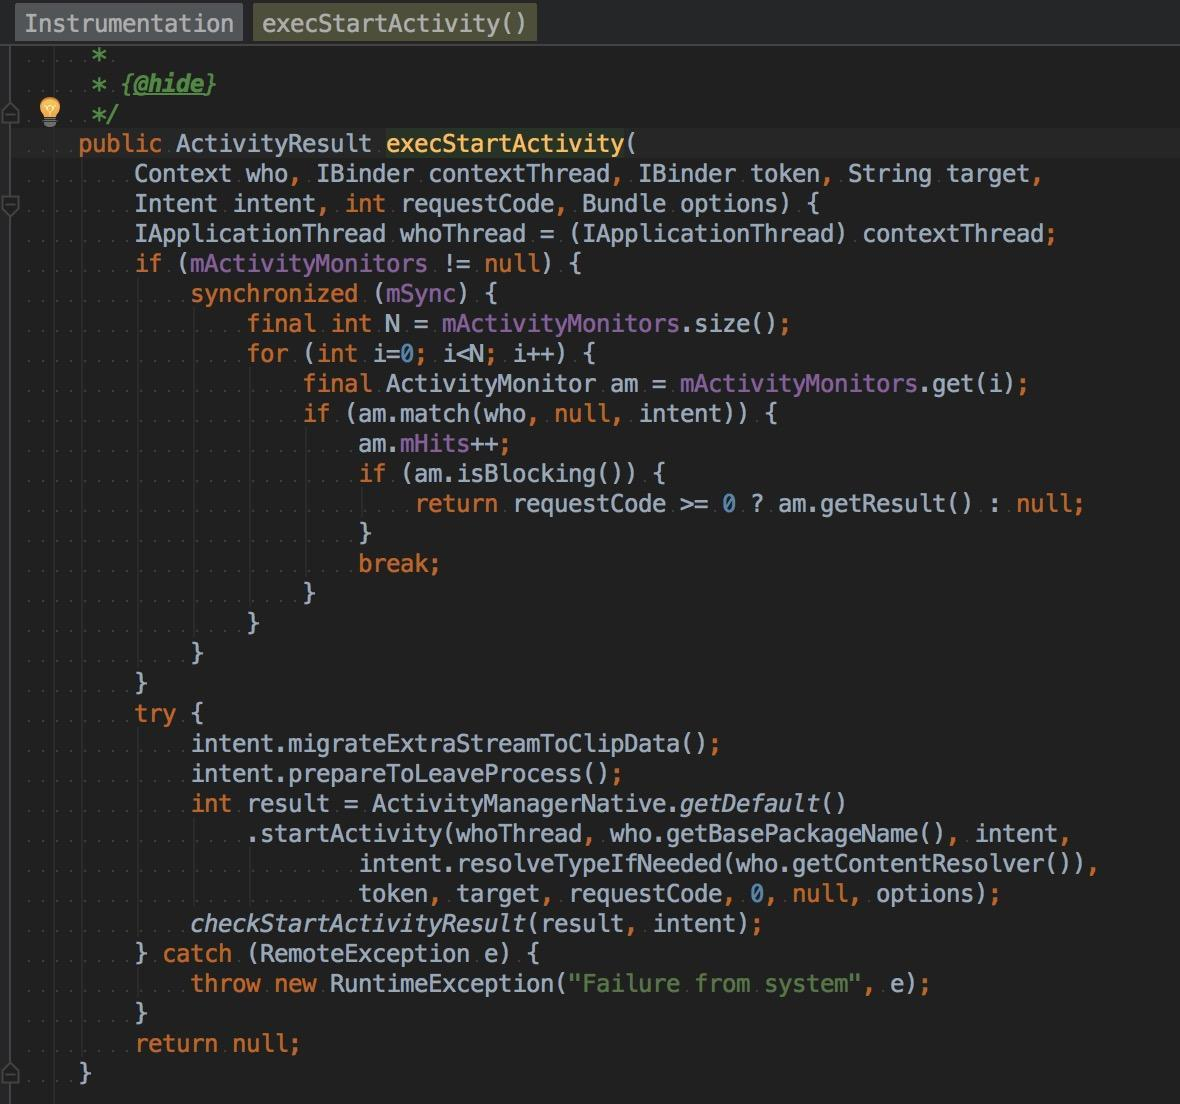 Instrumentation execStartActivity()
*
* {@hide}
*/
public ActivityResult execStartActivity(
Context who, IBinder contextThread, IBinder token, String target,
Intent intent, int requestCode, Bundle options) {
IApplicationThread whoThread = (IApplicationThread) contextThread;
if (mActivityMonitors != null) {
synchronized (mSync) {
final int N = mActivityMonitors.size();
for (int i=0; i<N; i++) {
final ActivityMonitor am = mActivityMonitors.get(i);
if (am.match(who, null, intent)) {
am.mHits++;
if (am.isBlocking()) {
return requestCode >= 0 ? am.getResult() : null;
}
break;
}
}
}
}
try {
intent.migrateExtraStreamToClipData();
intent.prepareToLeaveProcess();
int result = ActivityManagerNative.getDefault()
.startActivity(whoThread, who.getBasePackageName(), intent,
intent.resolveTypeIfNeeded(who.getContentResolver()),
token, target, requestCode, 0, null, options);
checkStartActivityResult(result, intent);
} catch (RemoteException e) {
throw new RuntimeException("Failure from system", e);
}
return null;
}